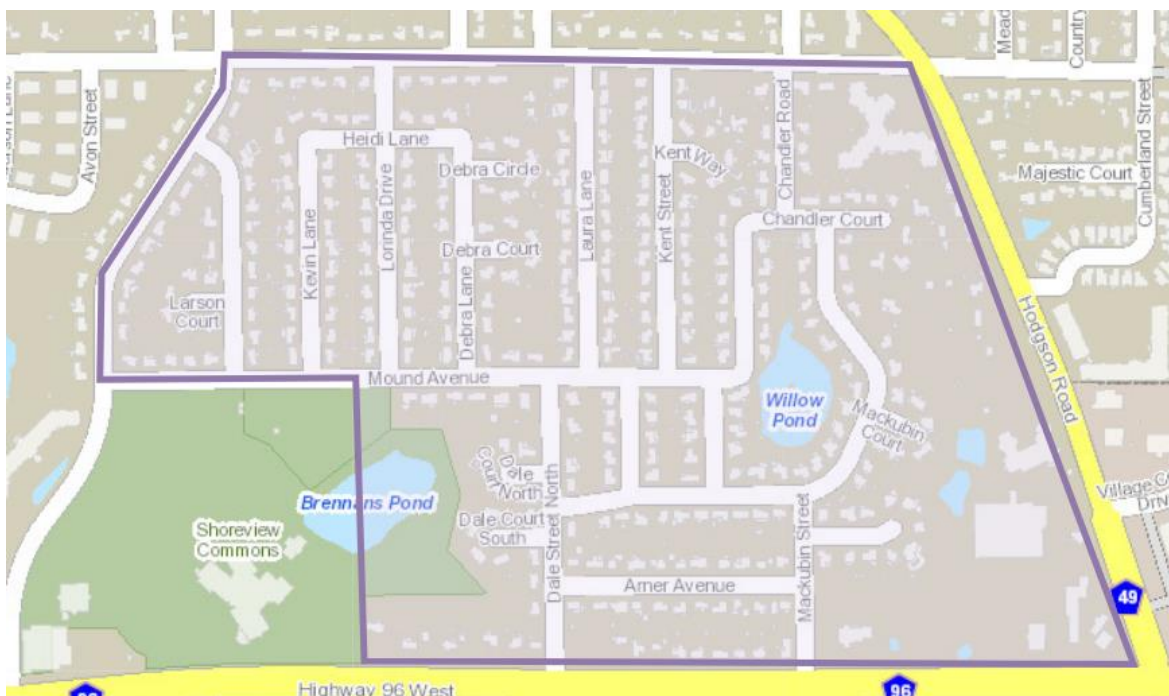 Avon Street
Heidi Lane
Debra Circle
Debra Court
Kevin Lane
Lorinda Drive
Debra Lane
Laura Lane
Kent Street
Kent Way
Chandler Road
Chandler Court
Country
Majestic Court
Cumberland Street
Larson
Court
Mound Avenue
Willow
Pond
Mackubin
Court
Hodgson Road
Dale
Court
North
Brennans Pond
Shoreview
Commons
Dale Court
South
Dale Street North
Arner Avenue
Mackubin Street
Village
49
Highway 96 West
96